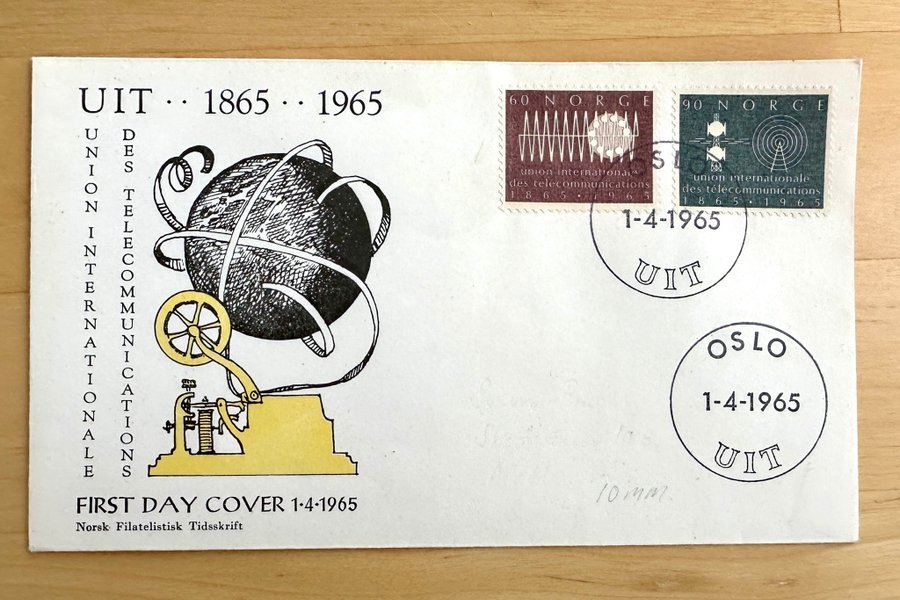 UIT ·· 1865 ·· 1965
UNION INTERNATIONALE
DES TELECOMMUNICATIONS
FIRST DAY COVER 1·4·1965
Norsk Filatelistisk Tidsskrift
60 NORGE
union internationale
des télécommunications
1865 · 1965
90 NORGE
union internationale
des télécommunications
1865 · 1965
OSLO
1-4-1965
UIT
OSLO
1-4-1965
UIT
10mm.